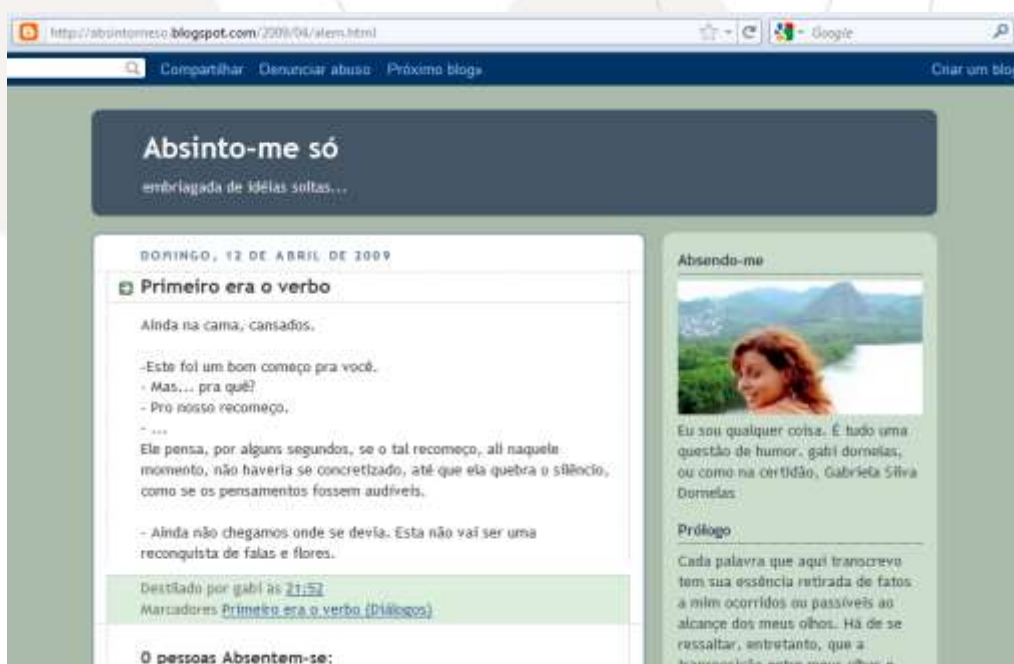 http://absintomeso.blogspot.com/2009/04/alem.html
Google
Compartilhar Denunciar abuso Próximo blog»
Criar um blog
Absinto-me só
embriagada de idéias soltas...
DOMINGO, 12 DE ABRIL DE 2009
Primeiro era o verbo
Ainda na cama, cansados.
-Este foi um bom começo pra você.
- Mas... pra quê?
- Pro nosso recomeço.
- ...
Ele pensa, por alguns segundos, se o tal recomeço, ali naquele
momento, não haveria se concretizado, até que ela quebra o silêncio,
como se os pensamentos fossem audíveis.
- Ainda não chegamos onde se devia. Esta não vai ser uma
reconquista de falas e flores.
Destilado por gabi às 21:52
Marcadores Primeiro era o verbo (Diálogos)
0 pessoas Absentem-se:
Absendo-me
Eu sou qualquer coisa. É tudo uma
questão de humor. gabi dornelas,
ou como na certidão, Gabriela Silva
Dornelas
Prólogo
Cada palavra que aqui transcrevo
tem sua essência retirada de fatos
a mim ocorridos ou passíveis ao
alcance dos meus olhos. Há de se
ressaltar, entretanto, que a